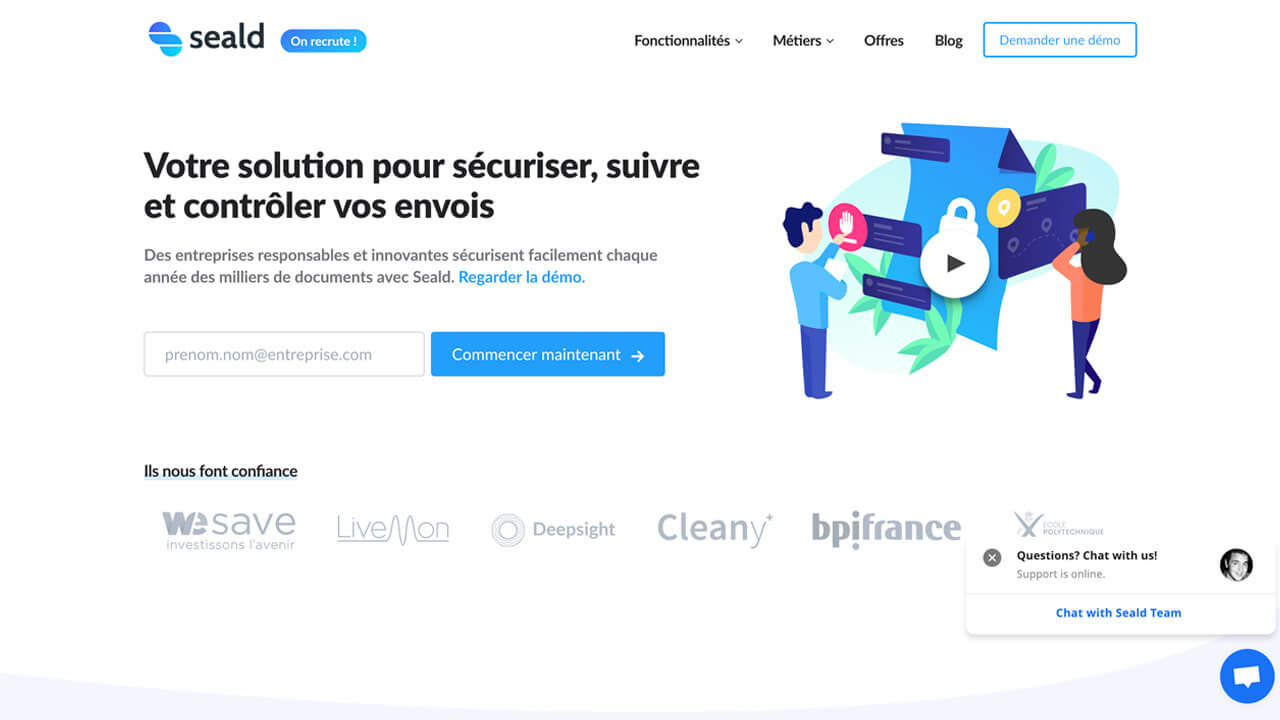 seald
On recrute !
Fonctionnalités
Métiers
Offres
Blog
Demander une démo
Votre solution pour sécuriser, suivre
et contrôler vos envois
Des entreprises responsables et innovantes sécurisent facilement chaque
année des milliers de documents avec Seald. Regarder la démo.
prenom.nom@entreprise.com
Commencer maintenant →
Ils nous font confiance
wesave
investissons l'avenir
LiveMon
Deepsight
Cleany
bpifrance
ECOLE
POLYTECHNIQUE
Questions? Chat with us!
Support is online.
Chat with Seald Team